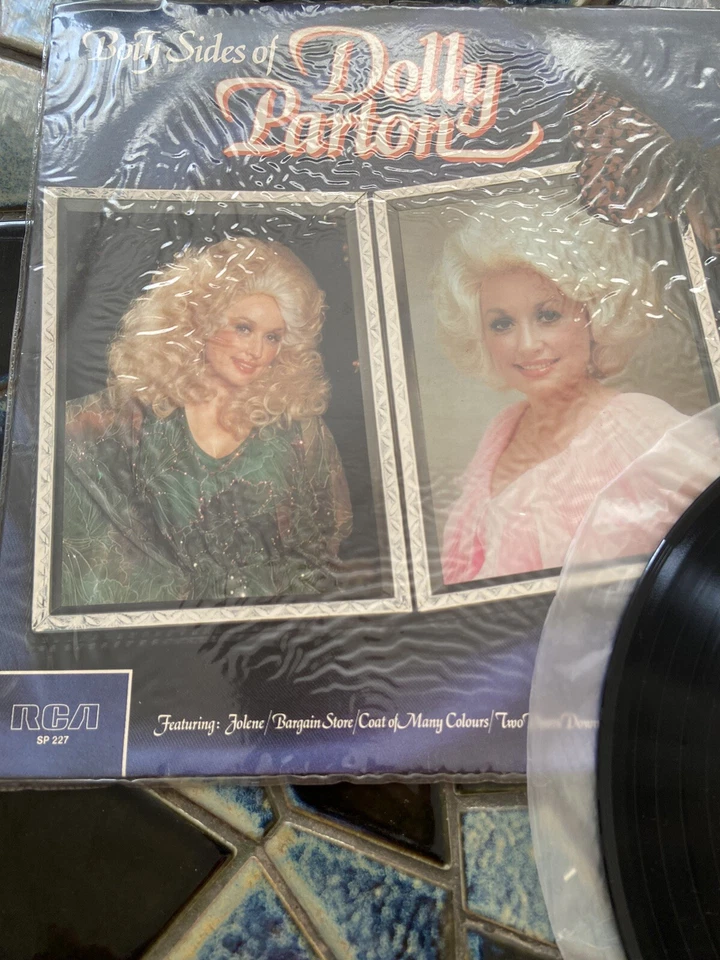 Both Sides of
Dolly
Parton
RCA
SP 227
Featuring: Jolene/Bargain Store/Coat of Many Colours/Two